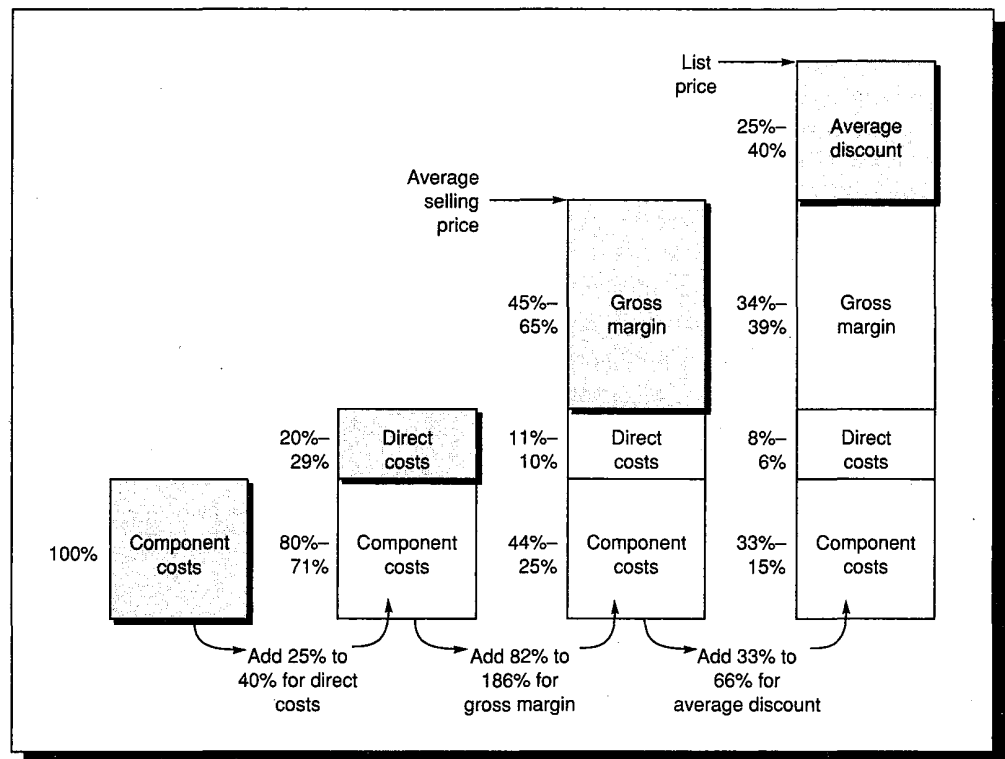 List
price
25%–
40%
Average
discount
Average
selling
price
45%–
65%
Gross
margin
34%–
39%
Gross
margin
20%–
29%
Direct
costs
11%–
10%
Direct
costs
8%–
6%
Direct
costs
100%
Component
costs
80%–
71%
Component
costs
44%–
25%
Component
costs
33%–
15%
Component
costs
Add 25% to
40% for direct
costs
Add 82% to
186% for
gross margin
Add 33% to
66% for
average discount